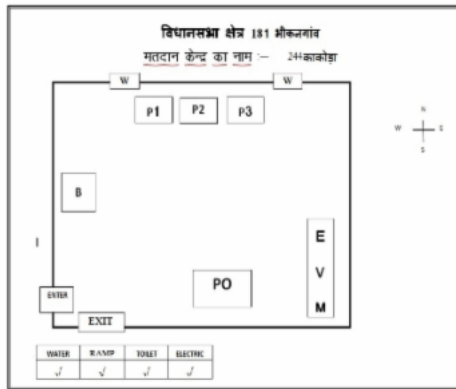 विधानसभा क्षेत्र 181 भीकनगांव
मतदान केन्द्र का नाम :- 244काकोड़ा
W W
P1 P2 P3
N
W S
S
B
I
E
V
M
PO
ENTER
EXIT
WATER RAMP TOILET ELECTRIC
√ √ √ √